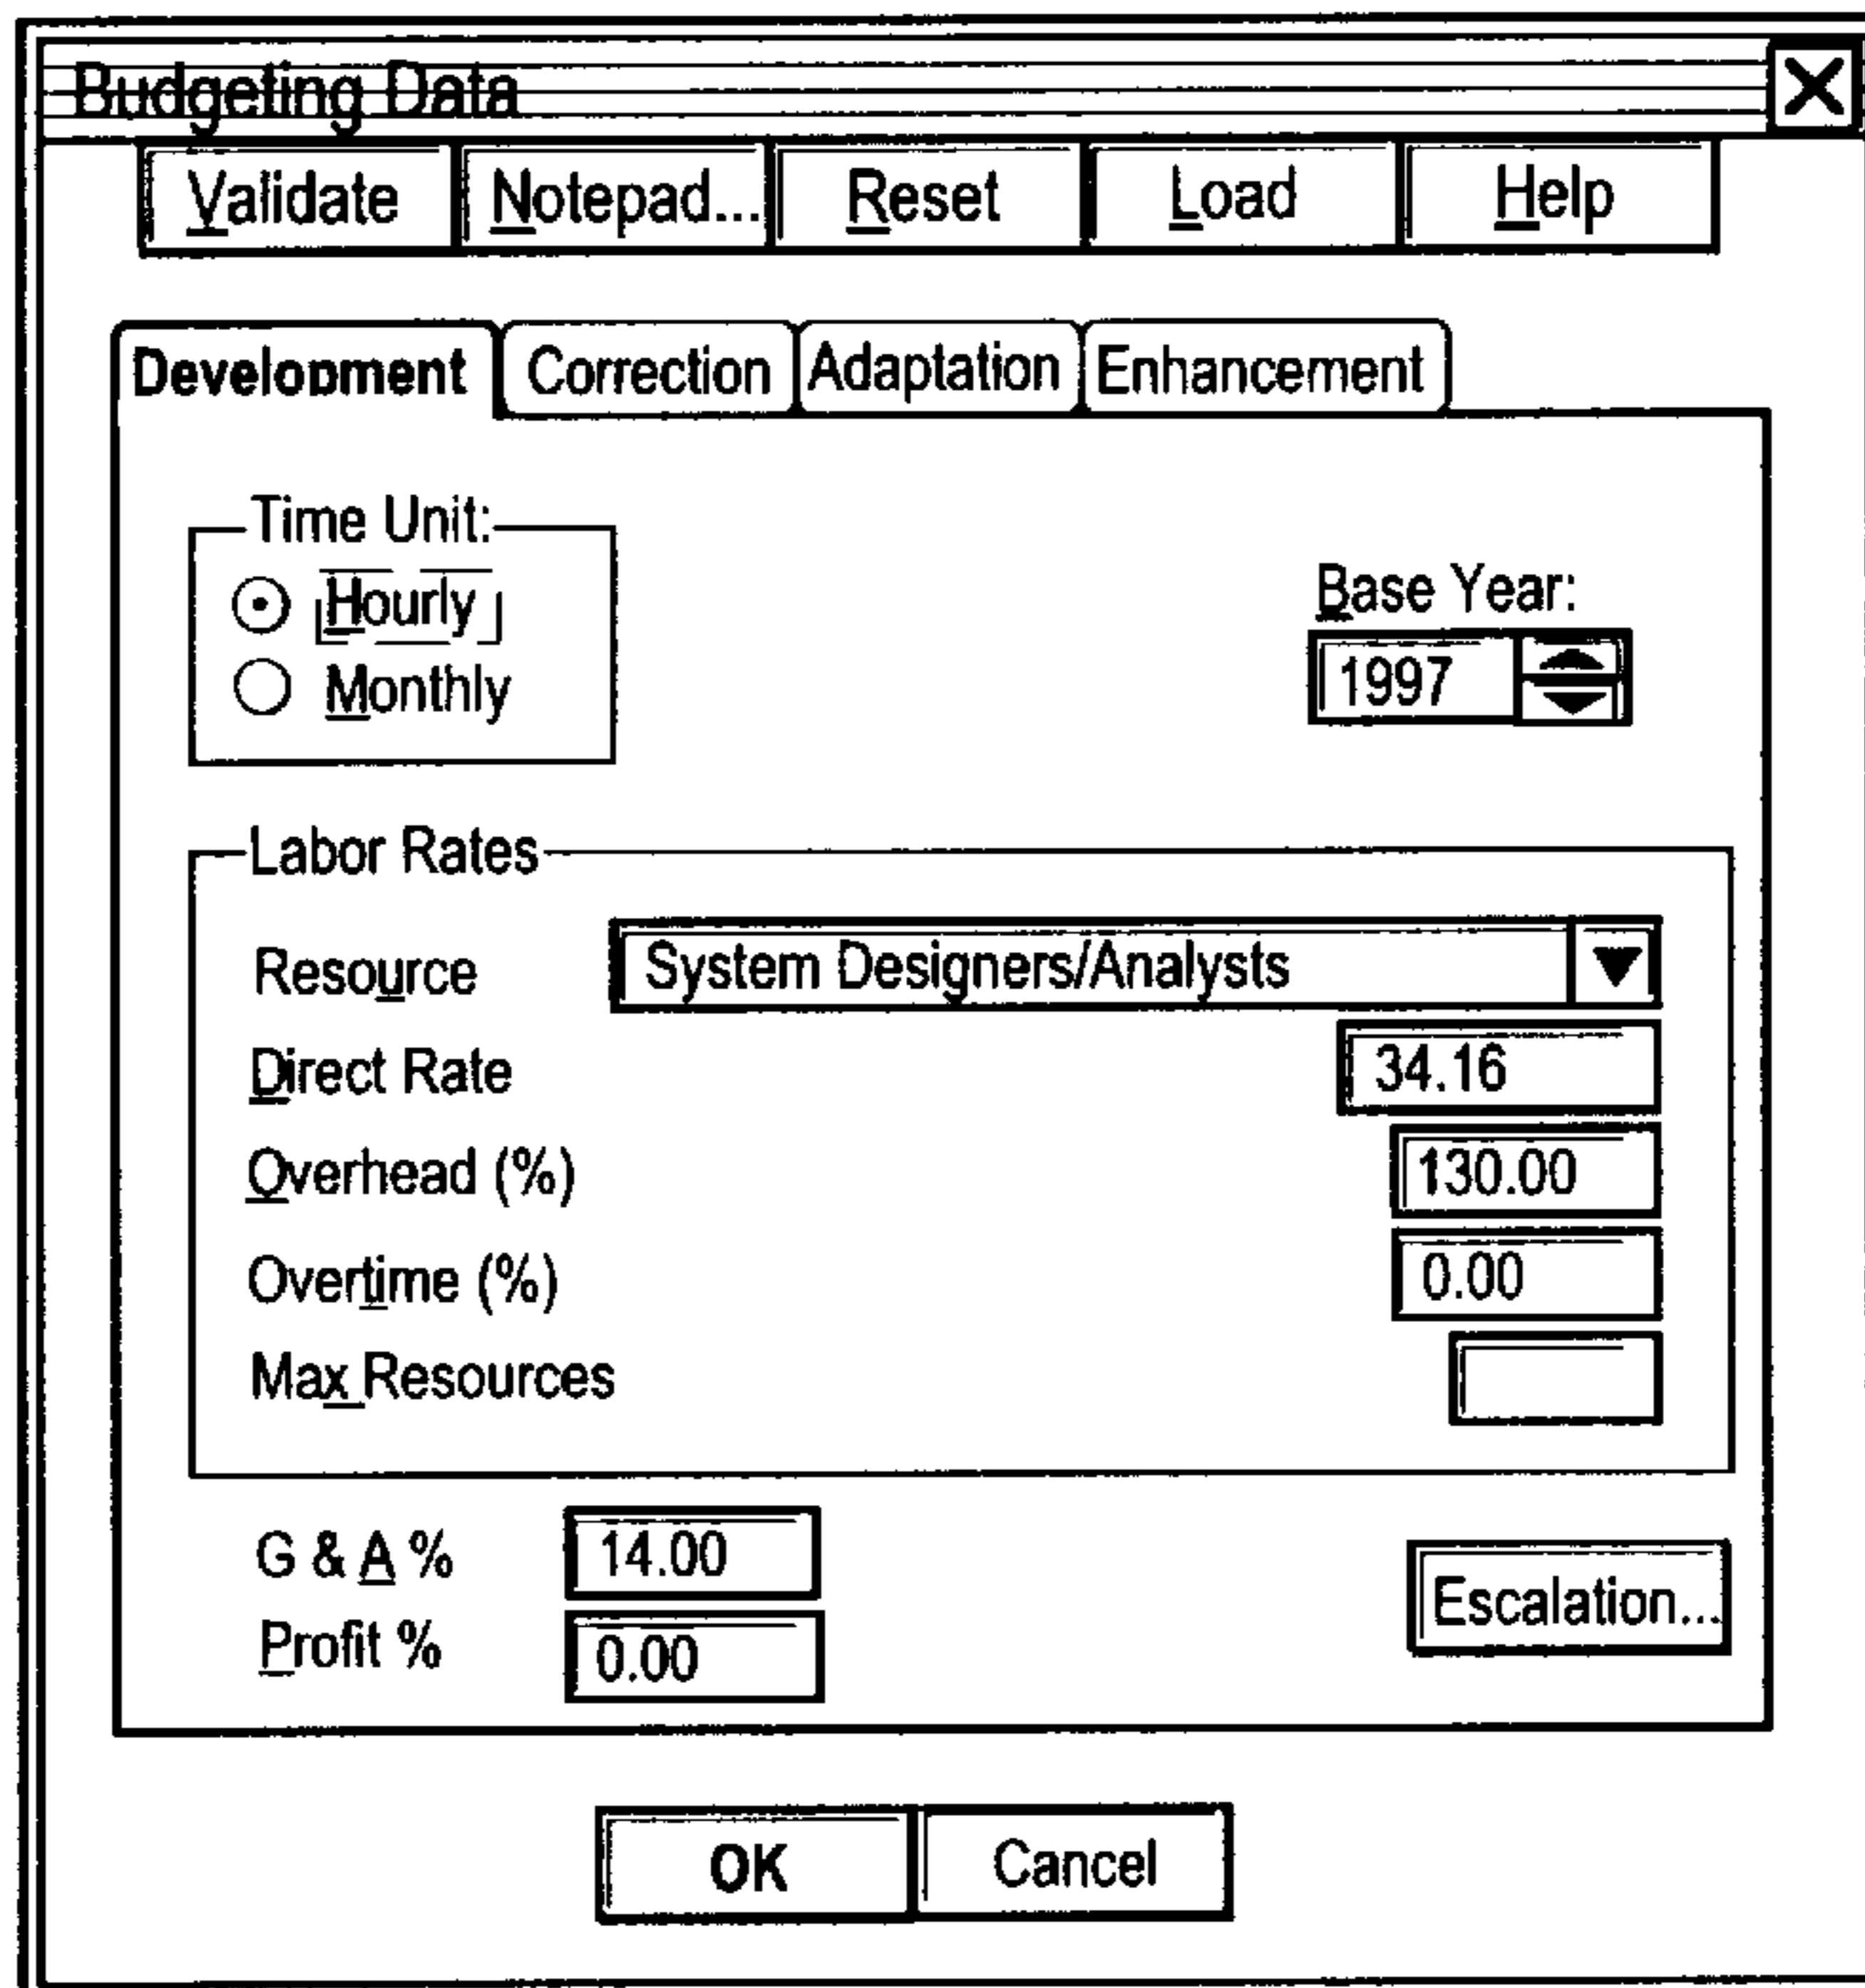 Budgeting Data
Validate Notepad... Reset Load Help
Development Correction Adaptation Enhancement
Time Unit:
Hourly
Monthly
Base Year:
1997
Labor Rates
Resource System Designers/Analysts
Direct Rate 34.16
Overhead (%) 130.00
Overtime (%) 0.00
Max Resources
G & A % 14.00
Profit % 0.00
Escalation...
OK Cancel